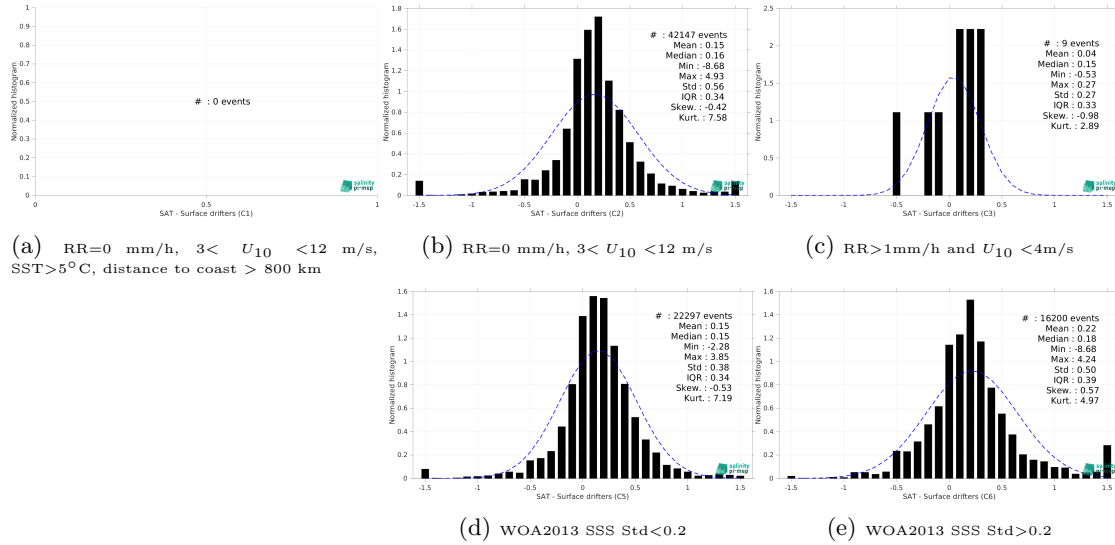 Normalized histogram
1
0.9
0.8
0.7
0.6
0.5
0.4
0.3
0.2
0.1
0
# : 0 events
0 0.5 1
SAT - Surface drifters (C1)
salinity
pi-mep
(a) RR=0 mm/h, 3< U10 <12 m/s,
SST>5°C, distance to coast > 800 km
Normalized histogram
1.8
1.6
1.4
1.2
1
0.8
0.6
0.4
0.2
0
# : 42147 events
Mean : 0.15
Median : 0.16
Min : -8.68
Max : 4.93
Std : 0.56
IQR : 0.34
Skew. : -0.42
Kurt. : 7.58
-1.5 -1 -0.5 0 0.5 1 1.5
SAT - Surface drifters (C2)
salinity
pi-mep
(b) RR=0 mm/h, 3< U10 <12 m/s
Normalized histogram
2.5
2
1.5
1
0.5
0
# : 9 events
Mean : 0.04
Median : 0.15
Min : -0.53
Max : 0.27
Std : 0.27
IQR : 0.33
Skew. : -0.98
Kurt. : 2.89
-1.5 -1 -0.5 0 0.5 1 1.5
SAT - Surface drifters (C3)
salinity
pi-mep
(c) RR>1mm/h and U10 <4m/s
Normalized histogram
1.6
1.4
1.2
1
0.8
0.6
0.4
0.2
0
# : 22297 events
Mean : 0.15
Median : 0.15
Min : -2.28
Max : 3.85
Std : 0.38
IQR : 0.34
Skew. : -0.53
Kurt. : 7.19
-1.5 -1 -0.5 0 0.5 1 1.5
SAT - Surface drifters (C5)
salinity
pi-mep
(d) WOA2013 SSS Std<0.2
Normalized histogram
1.6
1.4
1.2
1
0.8
0.6
0.4
0.2
0
# : 16200 events
Mean : 0.22
Median : 0.18
Min : -8.68
Max : 4.24
Std : 0.50
IQR : 0.39
Skew. : 0.57
Kurt. : 4.97
-1.5 -1 -0.5 0 0.5 1 1.5
SAT - Surface drifters (C6)
salinity
pi-mep
(e) WOA2013 SSS Std>0.2